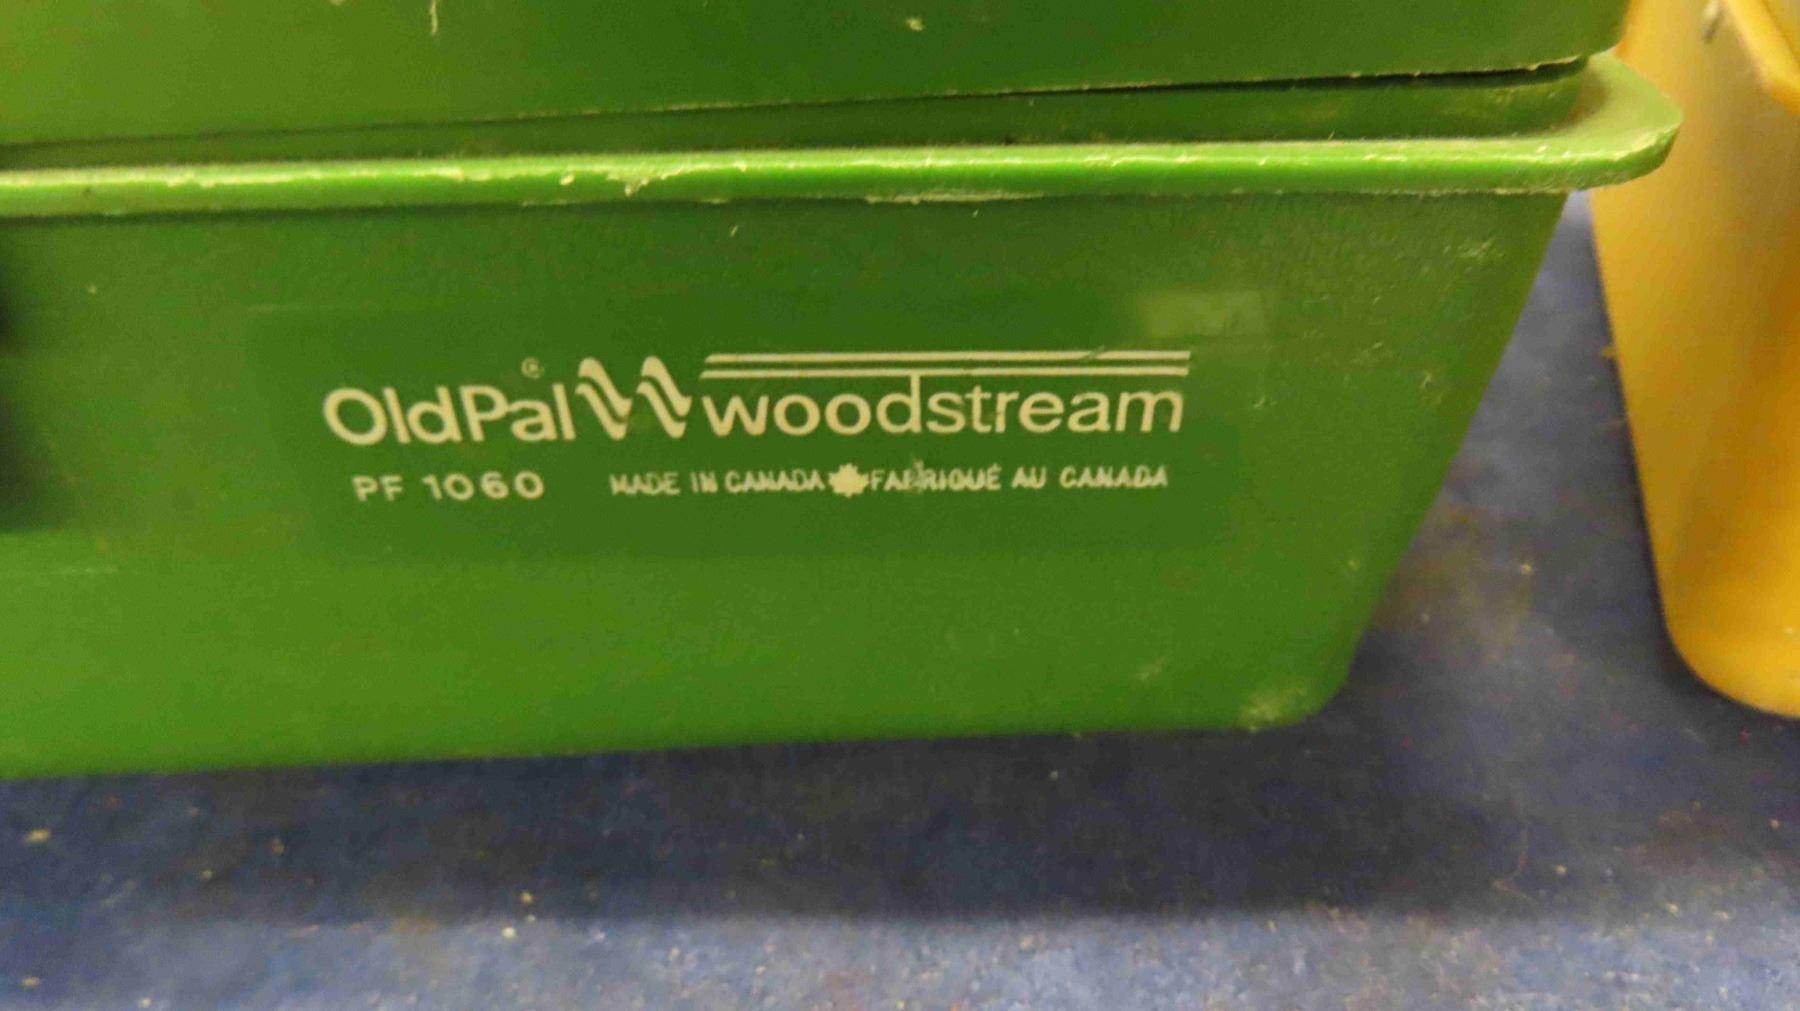 OldPal® woodstream
PF 1060 MADE IN CANADA FABRIQUÉ AU CANADA